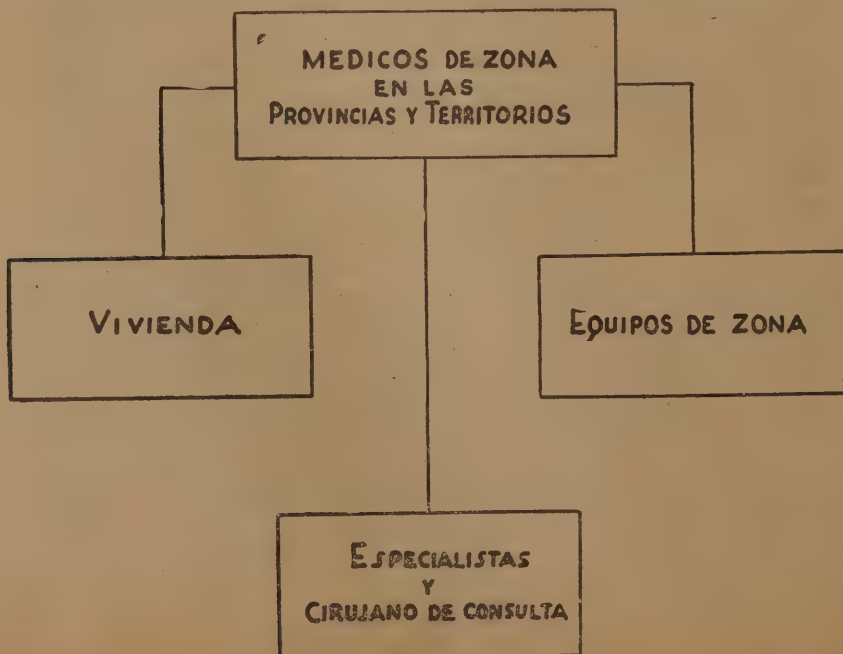 MEDICOS DE ZONA
EN LAS
PROVINCIAS Y TERRITORIOS
VIVIENDA
EQUIPOS DE ZONA
ESPECIALISTAS
Y
CIRUJANO DE CONSULTA